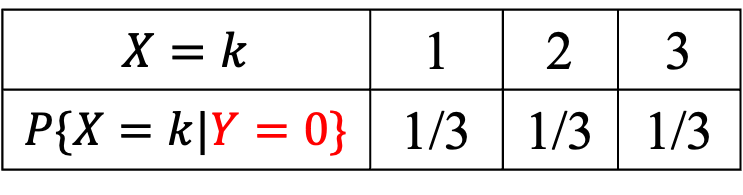 X = k 1 2 3
P{X = k|Y = 0} 1/3 1/3 1/3